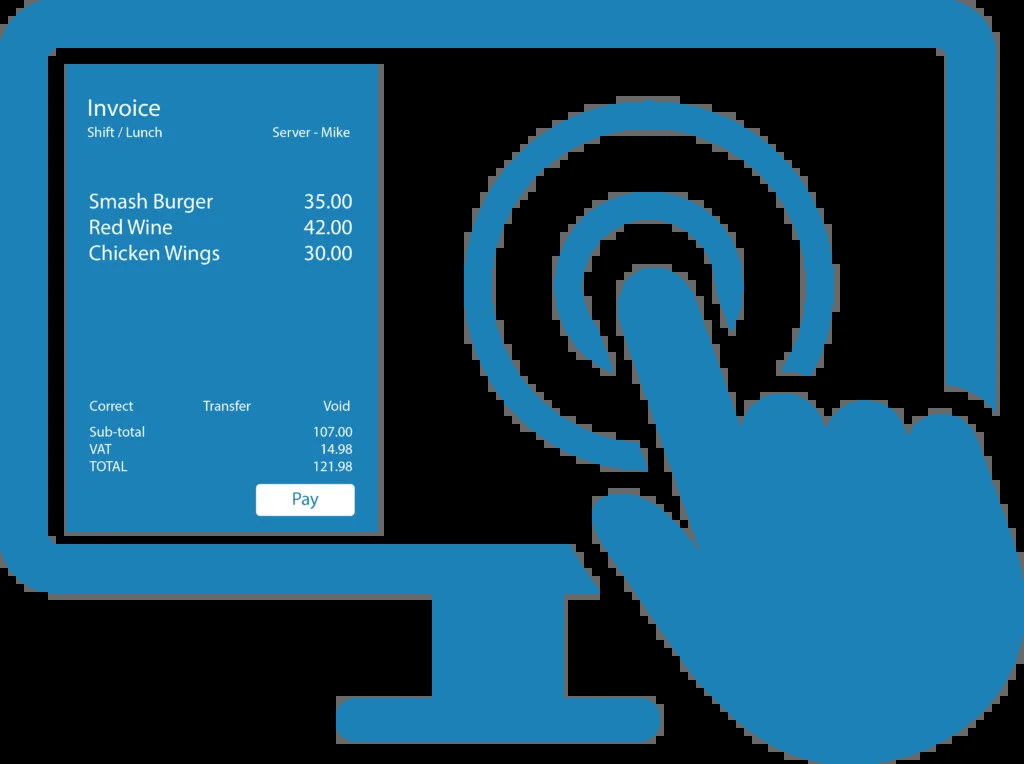 Invoice
Shift / Lunch Server - Mike
Smash Burger 35.00
Red Wine 42.00
Chicken Wings 30.00
Correct Transfer Void
Sub-total 107.00
VAT 14.98
TOTAL 121.98
Pay